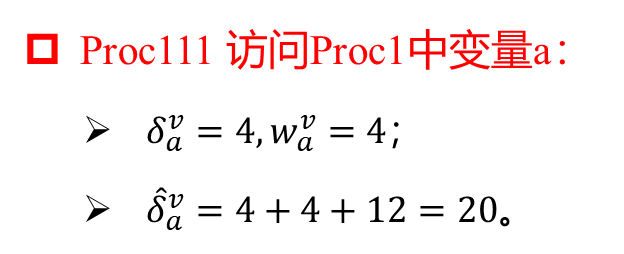 Proc111 访问Proc1中变量a：
δ_a^v = 4, w_a^v = 4；
δ̂_a^v = 4 + 4 + 12 = 20。